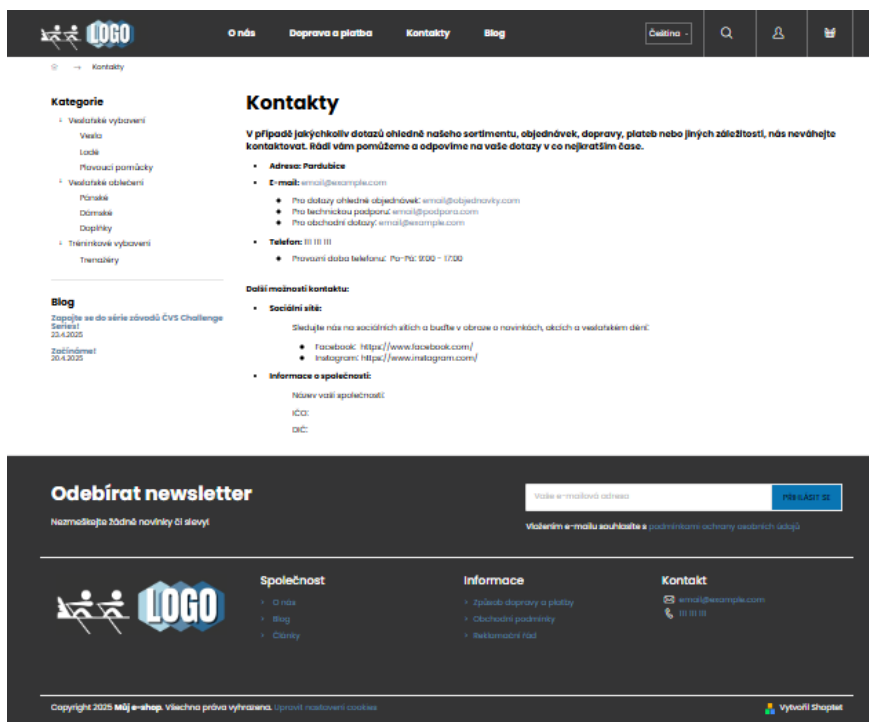 LOGO
O nás Doprava a platba Kontakty Blog
Čeština
Kontakty
Kategorie
Veslařské vybavení
Vesla
Lodě
Plavoucí pomůcky
Veslařské oblečení
Pánské
Dámské
Doplňky
Tréninkové vybavení
Trenažéry
Blog
Zapojte se do série závodů ČVS Challenge
Series!
23.4.2025
Začínáme!
20.4.2025
Kontakty
V případě jakýchkoliv dotazů ohledně našeho sortimentu, objednávek, dopravy, plateb nebo jiných záležitostí, nás neváhejte
kontaktovat. Rádi vám pomůžeme a odpovíme na vaše dotazy v co nejkratším čase.
Adresa: Pardubice
E-mail: email@example.com
Pro dotazy ohledně objednávek: email@objednavky.com
Pro technickou podporu: email@podpora.com
Pro obchodní dotazy: email@example.com
Telefon: 111 111 111
Provozní doba telefonu: Po-Pá: 9:00 - 17:00
Další možnosti kontaktu:
Sociální sítě:
Sledujte nás na sociálních sítích a buďte v obraze a novinkách, akcích a veslařském dění:
Facebook: https://www.facebook.com/
Instagram: https://www.instagram.com/
Informace o společnosti:
Název vaší společnosti:
IČO:
DIČ:
Odebírat newsletter
Nezmeškejte žádné novinky či slevy!
Vaše e-mailová adresa
PŘIHLÁSIT SE
Vložením e-mailu souhlasíte s podmínkami ochrany osobních údajů
LOGO
Společnost
O nás
Blog
Články
Informace
Způsob dopravy a platby
Obchodní podmínky
Reklamační řád
Kontakt
email@example.com
111 111 111
Copyright 2025 Můj e-shop. Všechna práva vyhrazena. Upravit nastavení cookies
Vytvořil Shoptet